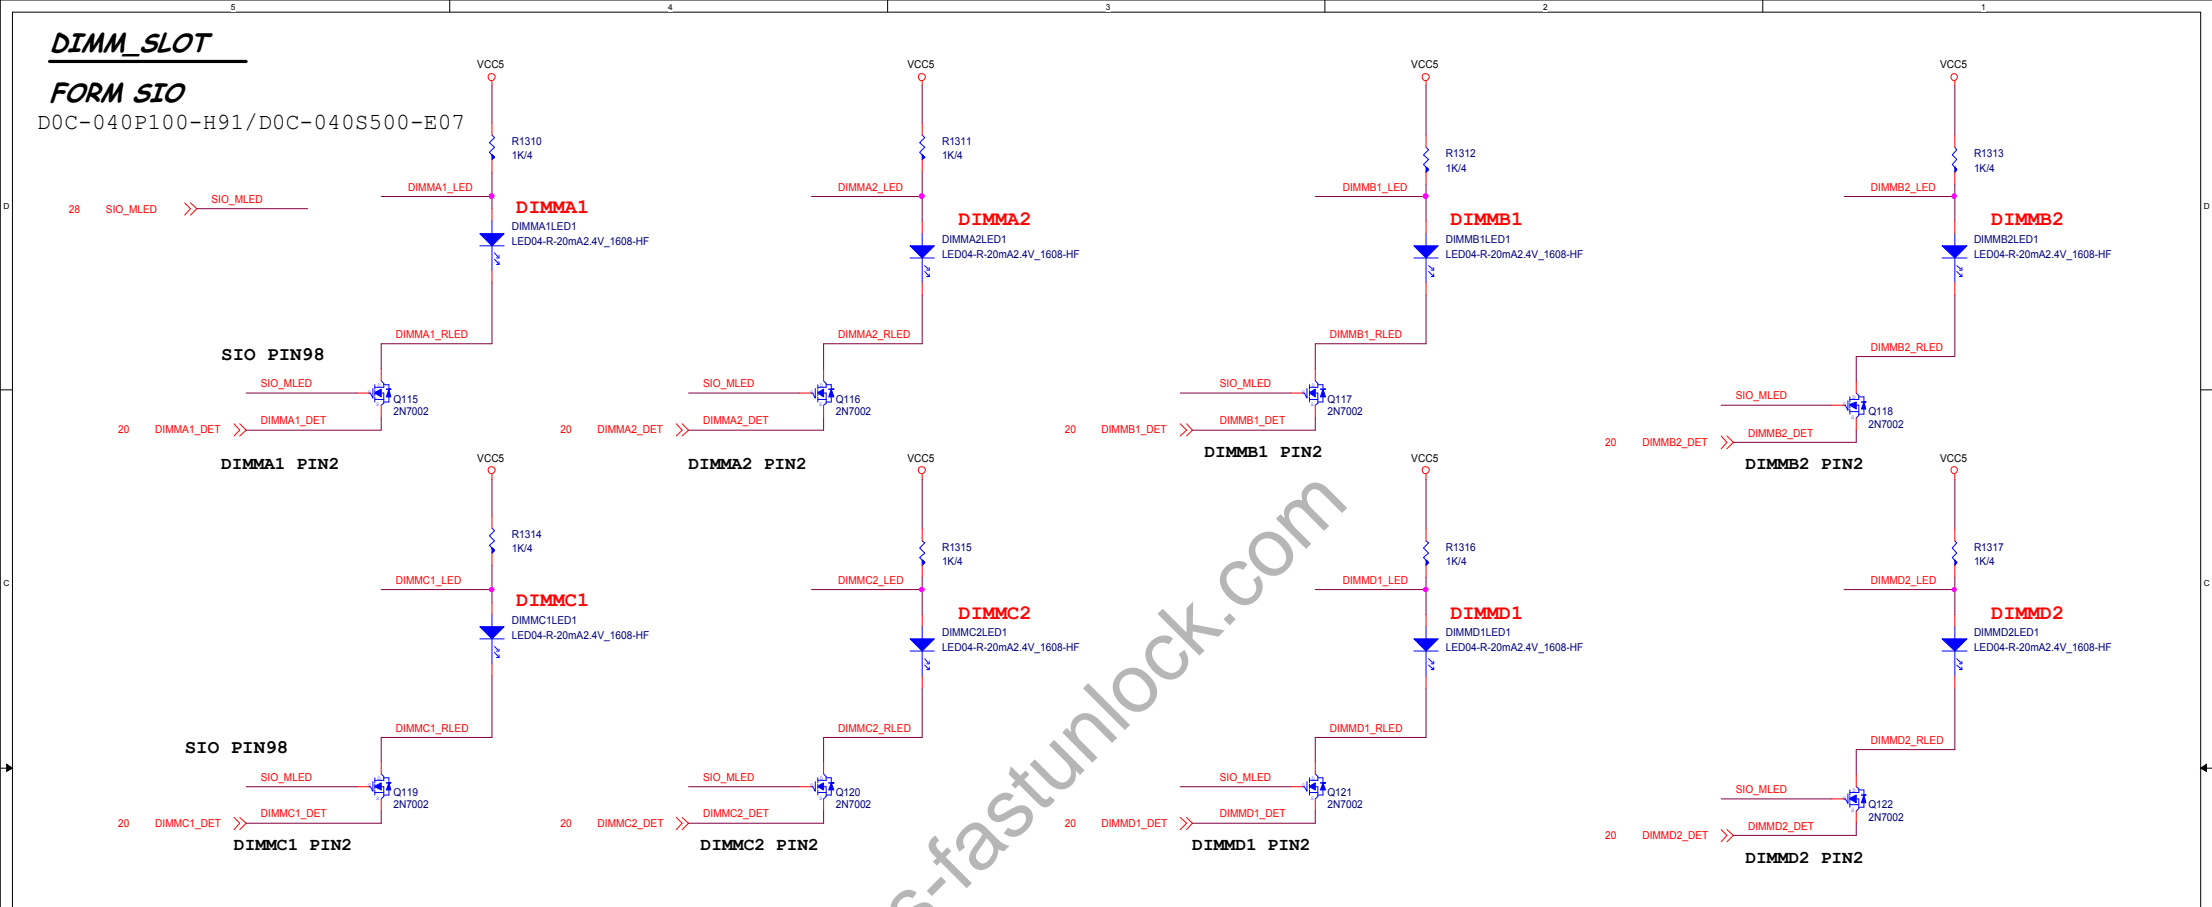 5 4 3 2 1
DIMM_SLOT
FORM SIO
D0C-040P100-H91/D0C-040S500-E07
VCC5 VCC5 VCC5 VCC5
R1310 R1311 R1312 R1313
1K/4 1K/4 1K/4 1K/4
DIMMA1_LED DIMMA2_LED DIMMB1_LED DIMMB2_LED
D 28 SIO_MLED SIO_MLED D
DIMMA1 DIMMA2 DIMMB1 DIMMB2
DIMMA1LED1 DIMMA2LED1 DIMMB1LED1 DIMMB2LED1
LED04-R-20mA2.4V_1608-HF LED04-R-20mA2.4V_1608-HF LED04-R-20mA2.4V_1608-HF LED04-R-20mA2.4V_1608-HF
DIMMA1_RLED DIMMA2_RLED DIMMB1_RLED DIMMB2_RLED
SIO PIN98
SIO_MLED SIO_MLED SIO_MLED SIO_MLED
Q115 Q116 Q117 Q118
2N7002 2N7002 2N7002 2N7002
20 DIMMA1_DET DIMMA1_DET 20 DIMMA2_DET DIMMA2_DET 20 DIMMB1_DET DIMMB1_DET 20 DIMMB2_DET DIMMB2_DET
DIMMA1 PIN2 DIMMA2 PIN2 DIMMB1 PIN2 DIMMB2 PIN2
VCC5 VCC5 VCC5 VCC5
R1314 R1315 R1316 R1317
1K/4 1K/4 1K/4 1K/4
C DIMMC1_LED DIMMC2_LED DIMMD1_LED DIMMD2_LED C
DIMMC1 DIMMC2 DIMMD1 DIMMD2
DIMMC1LED1 DIMMC2LED1 DIMMD1LED1 DIMMD2LED1
LED04-R-20mA2.4V_1608-HF LED04-R-20mA2.4V_1608-HF LED04-R-20mA2.4V_1608-HF LED04-R-20mA2.4V_1608-HF
DIMMC1_RLED DIMMC2_RLED DIMMD1_RLED DIMMD2_RLED
SIO PIN98
SIO_MLED SIO_MLED SIO_MLED SIO_MLED
Q119 Q120 Q121 Q122
2N7002 2N7002 2N7002 2N7002
20 DIMMC1_DET DIMMC1_DET 20 DIMMC2_DET DIMMC2_DET 20 DIMMD1_DET DIMMD1_DET 20 DIMMD2_DET DIMMD2_DET
DIMMC1 PIN2 DIMMC2 PIN2 DIMMD1 PIN2 DIMMD2 PIN2
s-fastunlock.com